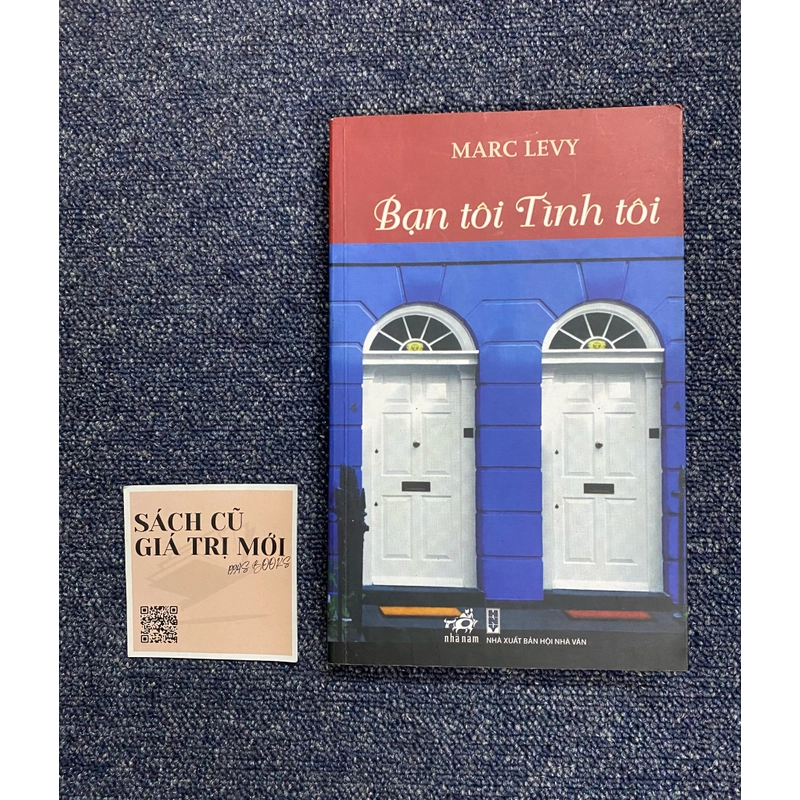 MARC LEVY
Bạn tôi Tình tôi
nhã nam
NHÀ XUẤT BẢN HỘI NHÀ VĂN
SÁCH CŨ
GIÁ TRỊ MỚI